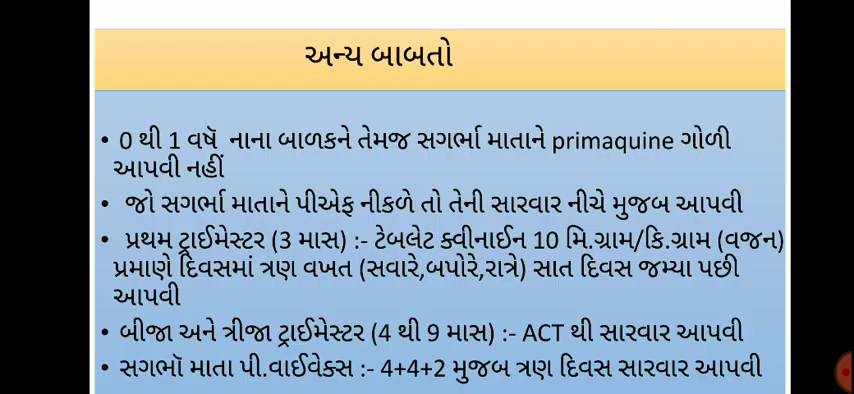 અન્ય બાબતો
• 0 થી 1 વર્ષ નાના બાળકને તેમજ સગર્ભા માતાને primaquine ગોળી
આપવી નહીં
• જો સગર્ભા માતાને પીએફ નીકળે તો તેની સારવાર નીચે મુજબ આપવી
• પ્રથમ ટ્રાઈમેસ્ટર (3 માસ) :- ટેબલેટ ક્વીનાઈન 10 મિ.ગ્રામ/કિ.ગ્રામ (વજન)
પ્રમાણે દિવસમાં ત્રણ વખત (સવારે,બપોરે,રાત્રે) સાત દિવસ જમ્યા પછી
આપવી
• બીજા અને ત્રીજા ટ્રાઈમેસ્ટર (4 થી 9 માસ) :- ACT થી સારવાર આપવી
• સગર્ભા માતા પી.વાઈવેક્સ :- 4+4+2 મુજબ ત્રણ દિવસ સારવાર આપવી